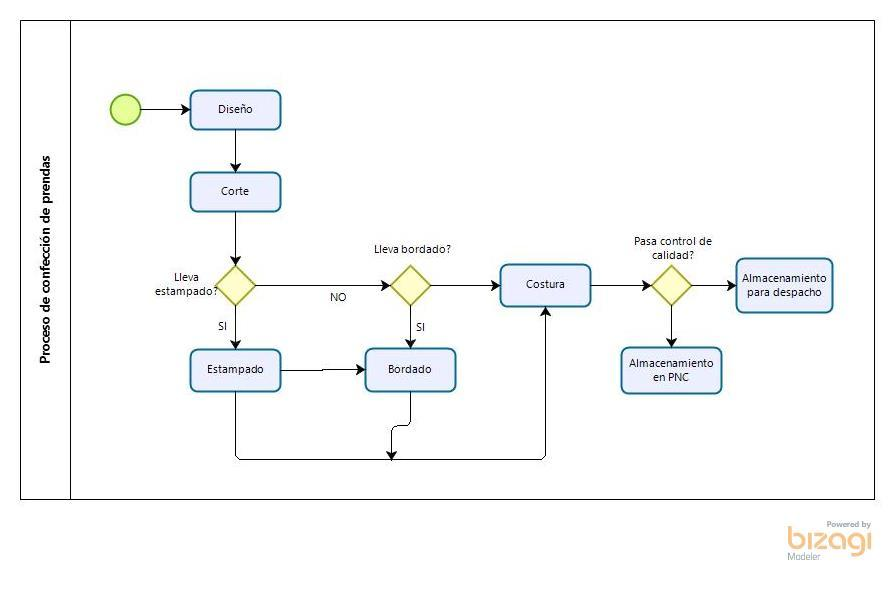 Proceso de confección de prendas
Diseño
Corte
Lleva
estampado?
NO
SI
Lleva bordado?
SI
Estampado
Bordado
Costura
Pasa control de
calidad?
Almacenamiento
para despacho
Almacenamiento
en PNC
Powered by
bizagi
Modeler